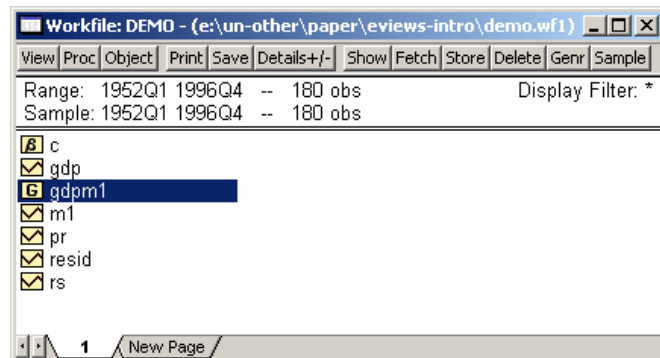 Workfile: DEMO - (e:\un-other\paper\eviews-intro\demo.wf1)
View Proc Object Print Save Details+/- Show Fetch Store Delete Genr Sample
Range: 1952Q1 1996Q4 -- 180 obs Display Filter: *
Sample: 1952Q1 1996Q4 -- 180 obs
β c
gdp
G gdpm1
m1
pr
resid
rs
1 New Page